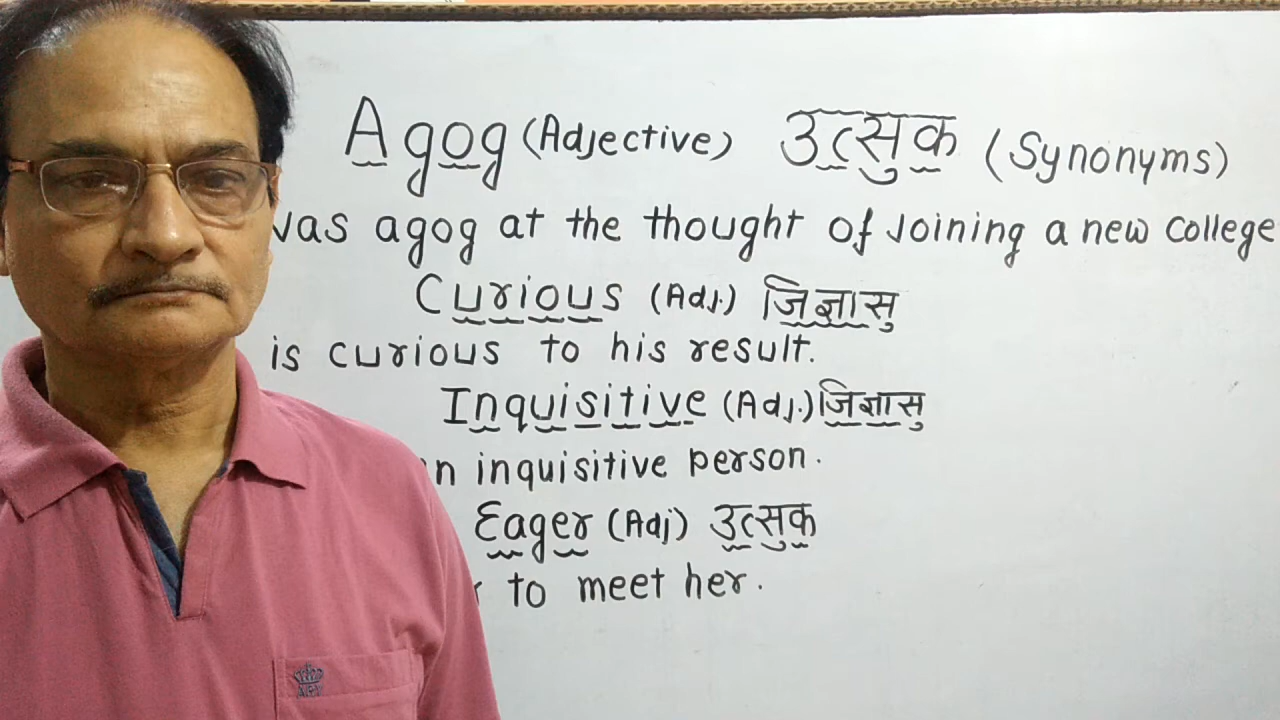 Agog (Adjective) उत्सुक (Synonyms)
was agog at the thought of Joining a new college
Curious (Adj.) जिज्ञासु
is curious to his result.
Inquisitive (Adj.) जिज्ञासु
inquisitive person.
Eager (Adj) उत्सुक
to meet her.